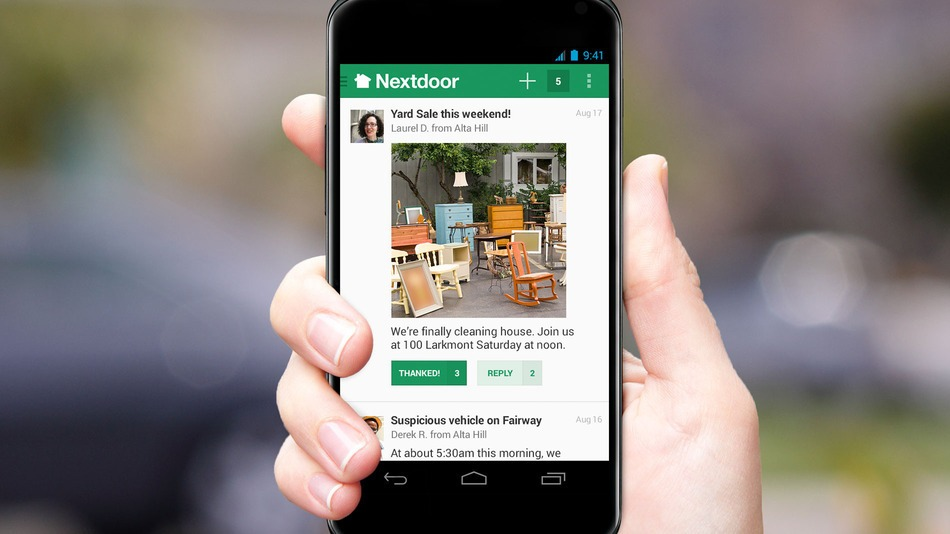 9:41
Nextdoor
5
Yard Sale this weekend!
Aug 17
Laurel D. from Alta Hill
We're finally cleaning house. Join us
at 100 Larkmont Saturday at noon.
THANKED! 3
REPLY 2
Suspicious vehicle on Fairway
Aug 16
Derek R. from Alta Hill
At about 5:30am this morning, we